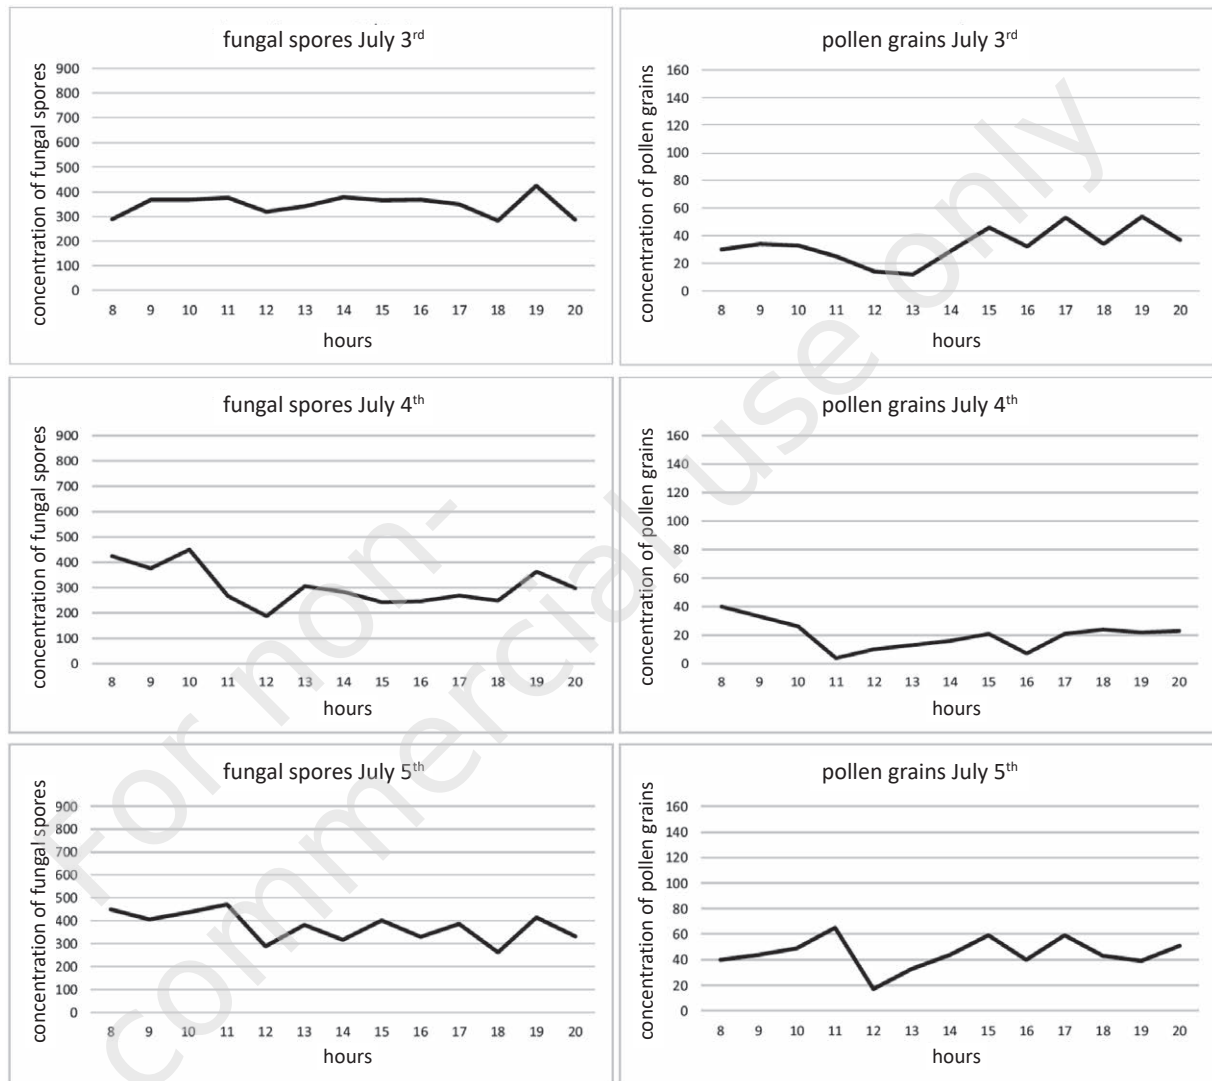 fungal spores July 3rd
concentration of fungal spores
900
800
700
600
500
400
300
200
100
0
8 9 10 11 12 13 14 15 16 17 18 19 20
hours
pollen grains July 3rd
concentration of pollen grains
160
140
120
100
80
60
40
20
0
8 9 10 11 12 13 14 15 16 17 18 19 20
hours
fungal spores July 4th
concentration of fungal spores
900
800
700
600
500
400
300
200
100
0
8 9 10 11 12 13 14 15 16 17 18 19 20
hours
pollen grains July 4th
concentration of pollen grains
160
140
120
100
80
60
40
20
0
8 9 10 11 12 13 14 15 16 17 18 19 20
hours
fungal spores July 5th
concentration of fungal spores
900
800
700
600
500
400
300
200
100
0
8 9 10 11 12 13 14 15 16 17 18 19 20
hours
pollen grains July 5th
concentration of pollen grains
160
140
120
100
80
60
40
20
0
8 9 10 11 12 13 14 15 16 17 18 19 20
hours
For non-
commercial use only